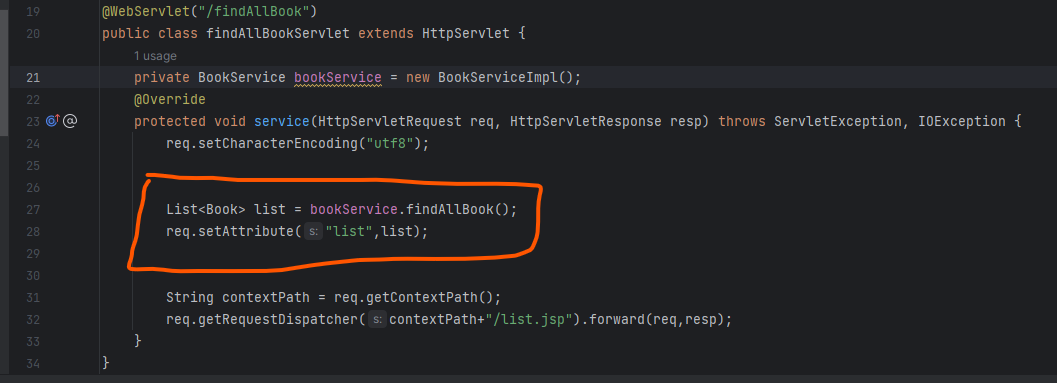 19 @WebServlet("/findAllBook")
20 public class findAllBookServlet extends HttpServlet {
1 usage
21 private BookService bookService = new BookServiceImpl();
22 @Override
23 @ protected void service(HttpServletRequest req, HttpServletResponse resp) throws ServletException, IOException {
24 req.setCharacterEncoding("utf8");
25
26
27 List<Book> list = bookService.findAllBook();
28 req.setAttribute( s: "list",list);
29
30
31 String contextPath = req.getContextPath();
32 req.getRequestDispatcher( s: contextPath+"/list.jsp").forward(req,resp);
33 }
34 }